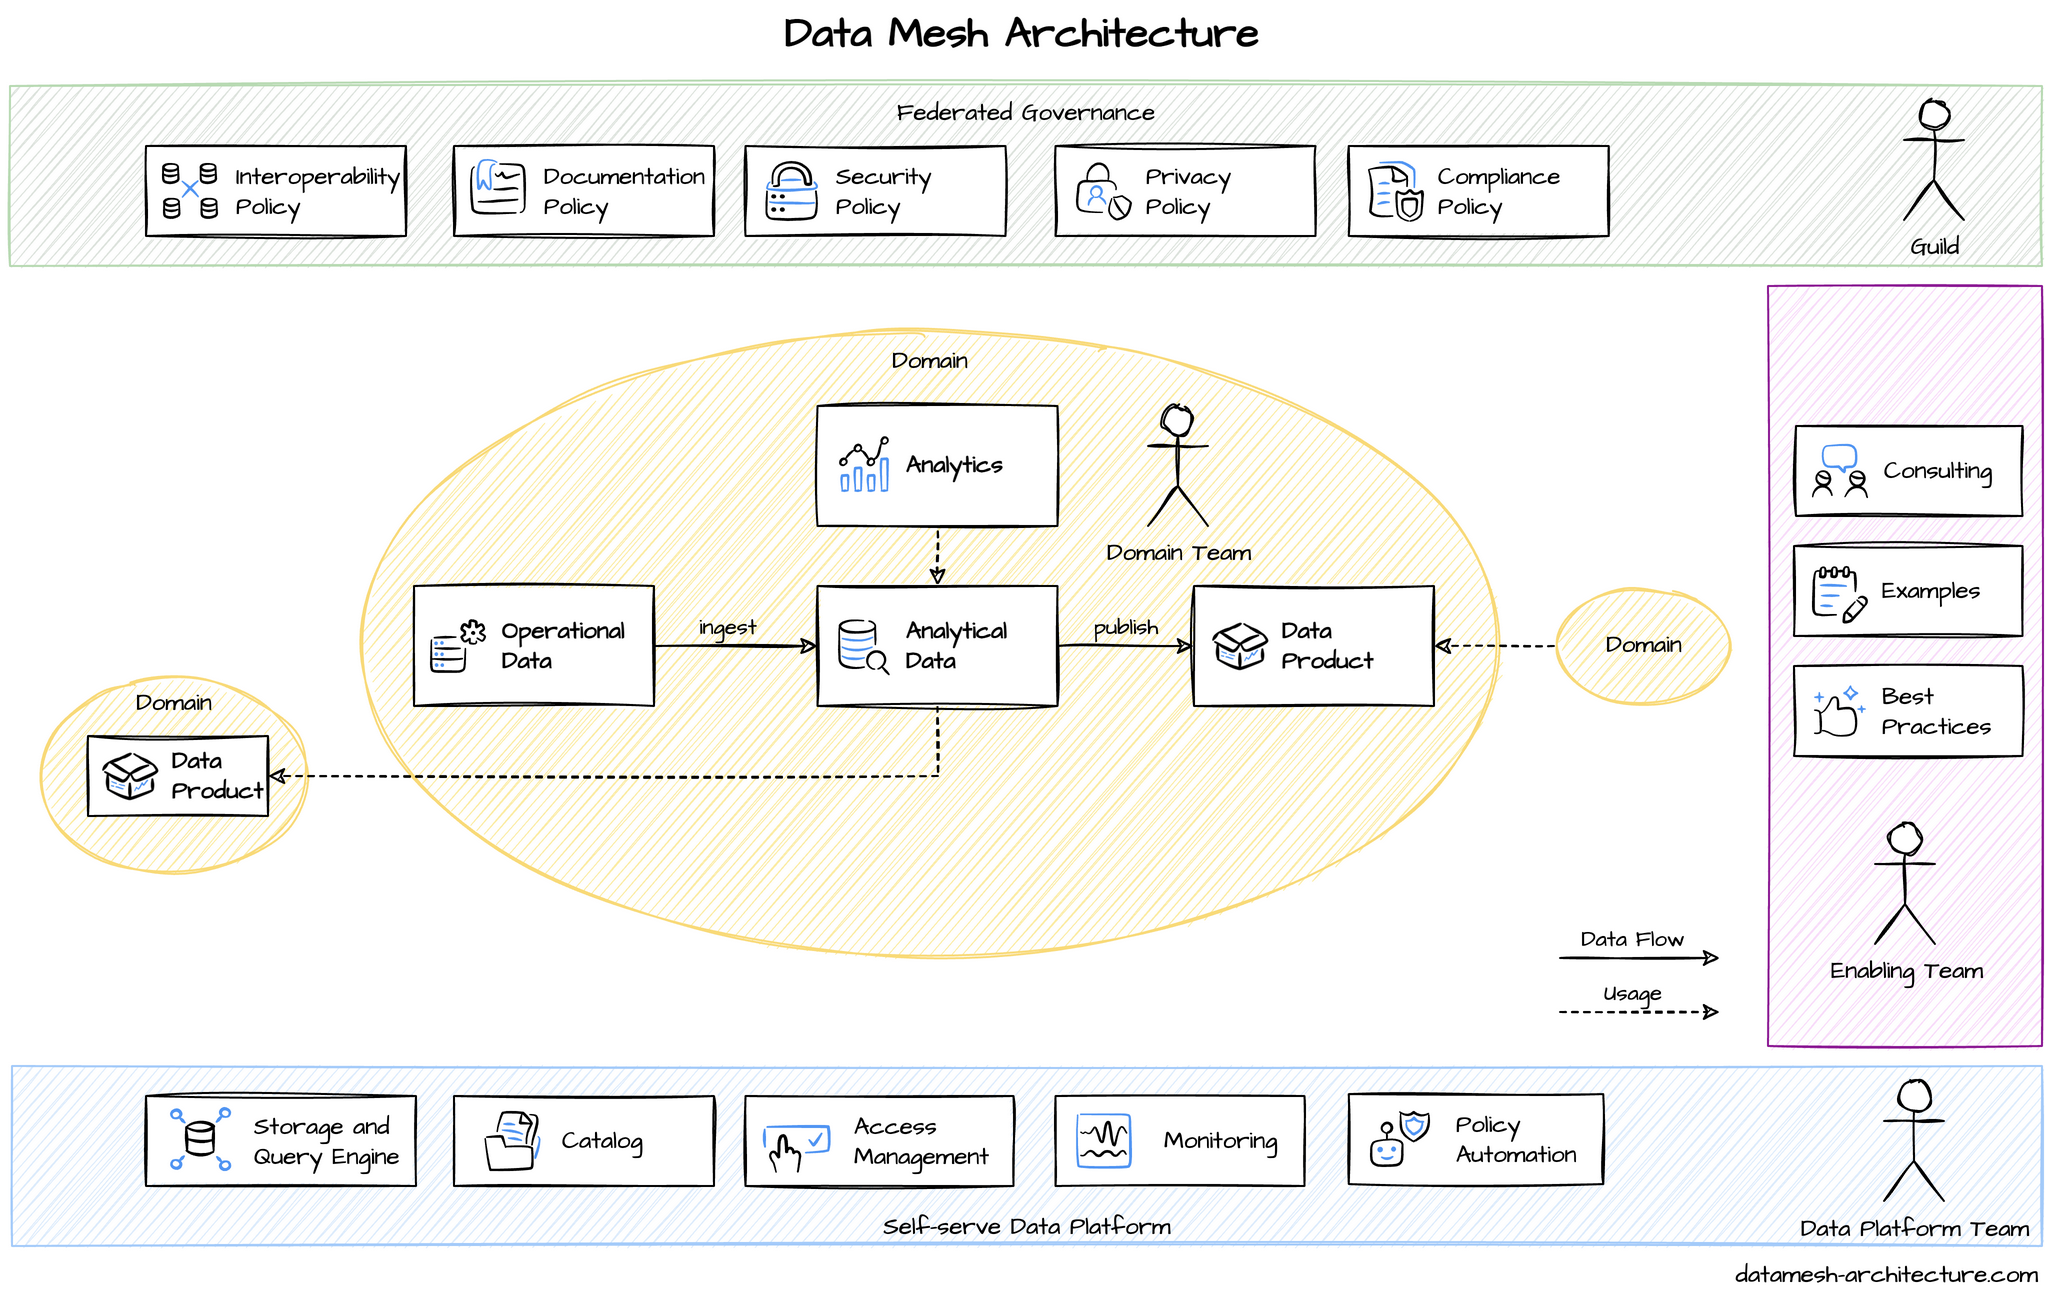 Data Mesh Architecture
Federated Governance
Interoperability
Policy
Documentation
Policy
Security
Policy
Privacy
Policy
Compliance
Policy
Guild
Domain
Analytics
Domain Team
Operational
Data
ingest
Analytical
Data
publish
Data
Product
Domain
Domain
Data
Product
Consulting
Examples
Best
Practices
Enabling Team
Data Flow
Usage
Storage and
Query Engine
Catalog
Access
Management
Monitoring
Policy
Automation
Self-serve Data Platform
Data Platform Team
datamesh-architecture.com